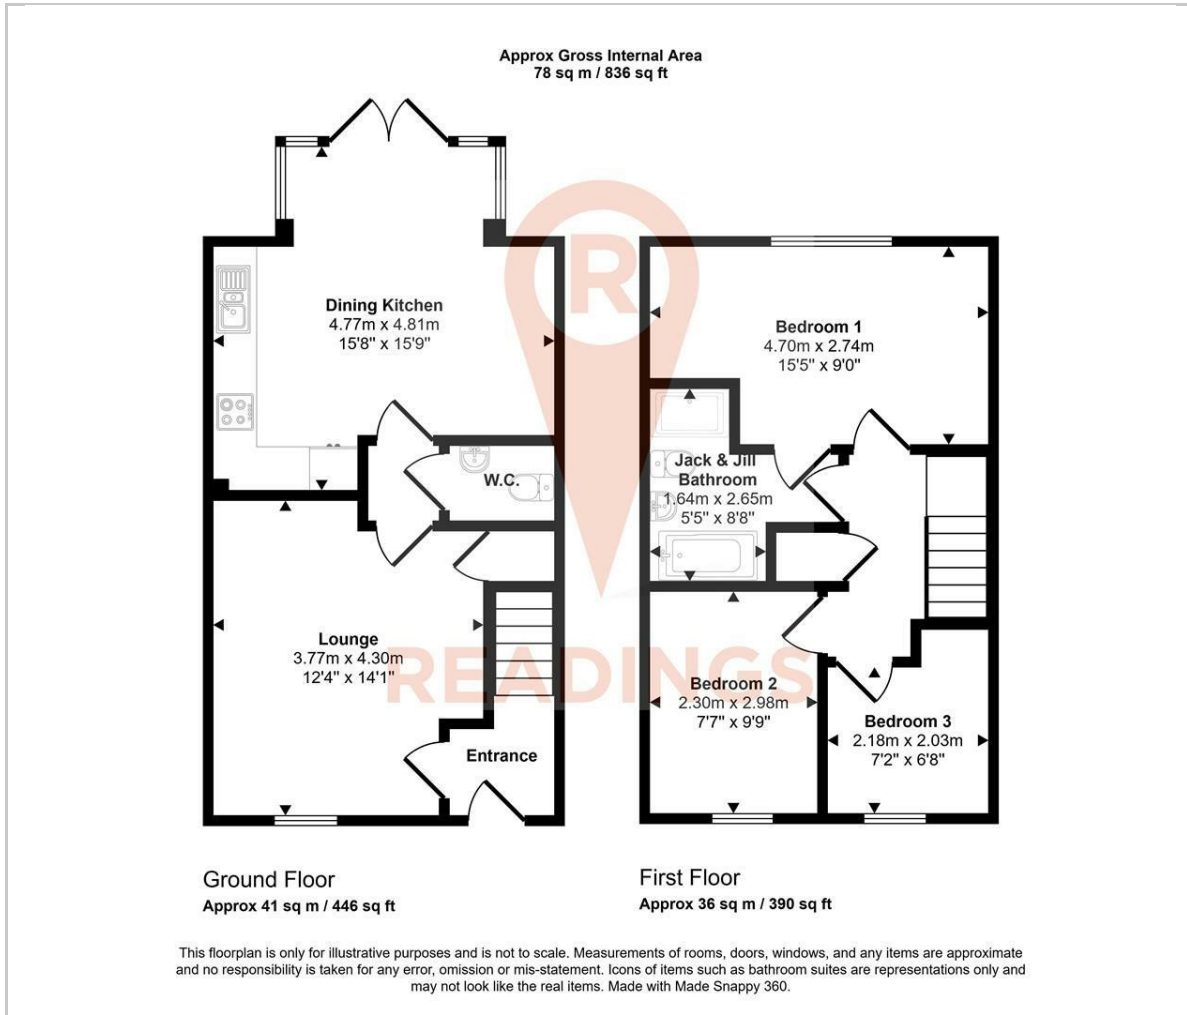 Approx Gross Internal Area
78 sq m / 836 sq ft
R
READINGS
Dining Kitchen
4.77m x 4.81m
15'8" x 15'9"
W.C.
Lounge
3.77m x 4.30m
12'4" x 14'1"
Entrance
Bedroom 1
4.70m x 2.74m
15'5" x 9'0"
Jack & Jill
Bathroom
1.64m x 2.65m
5'5" x 8'8"
Bedroom 2
2.30m x 2.98m
7'7" x 9'9"
Bedroom 3
2.18m x 2.03m
7'2" x 6'8"
Ground Floor
Approx 41 sq m / 446 sq ft
First Floor
Approx 36 sq m / 390 sq ft
This floorplan is only for illustrative purposes and is not to scale. Measurements of rooms, doors, windows, and any items are approximate
and no responsibility is taken for any error, omission or mis-statement. Icons of items such as bathroom suites are representations only and
may not look like the real items. Made with Made Snappy 360.